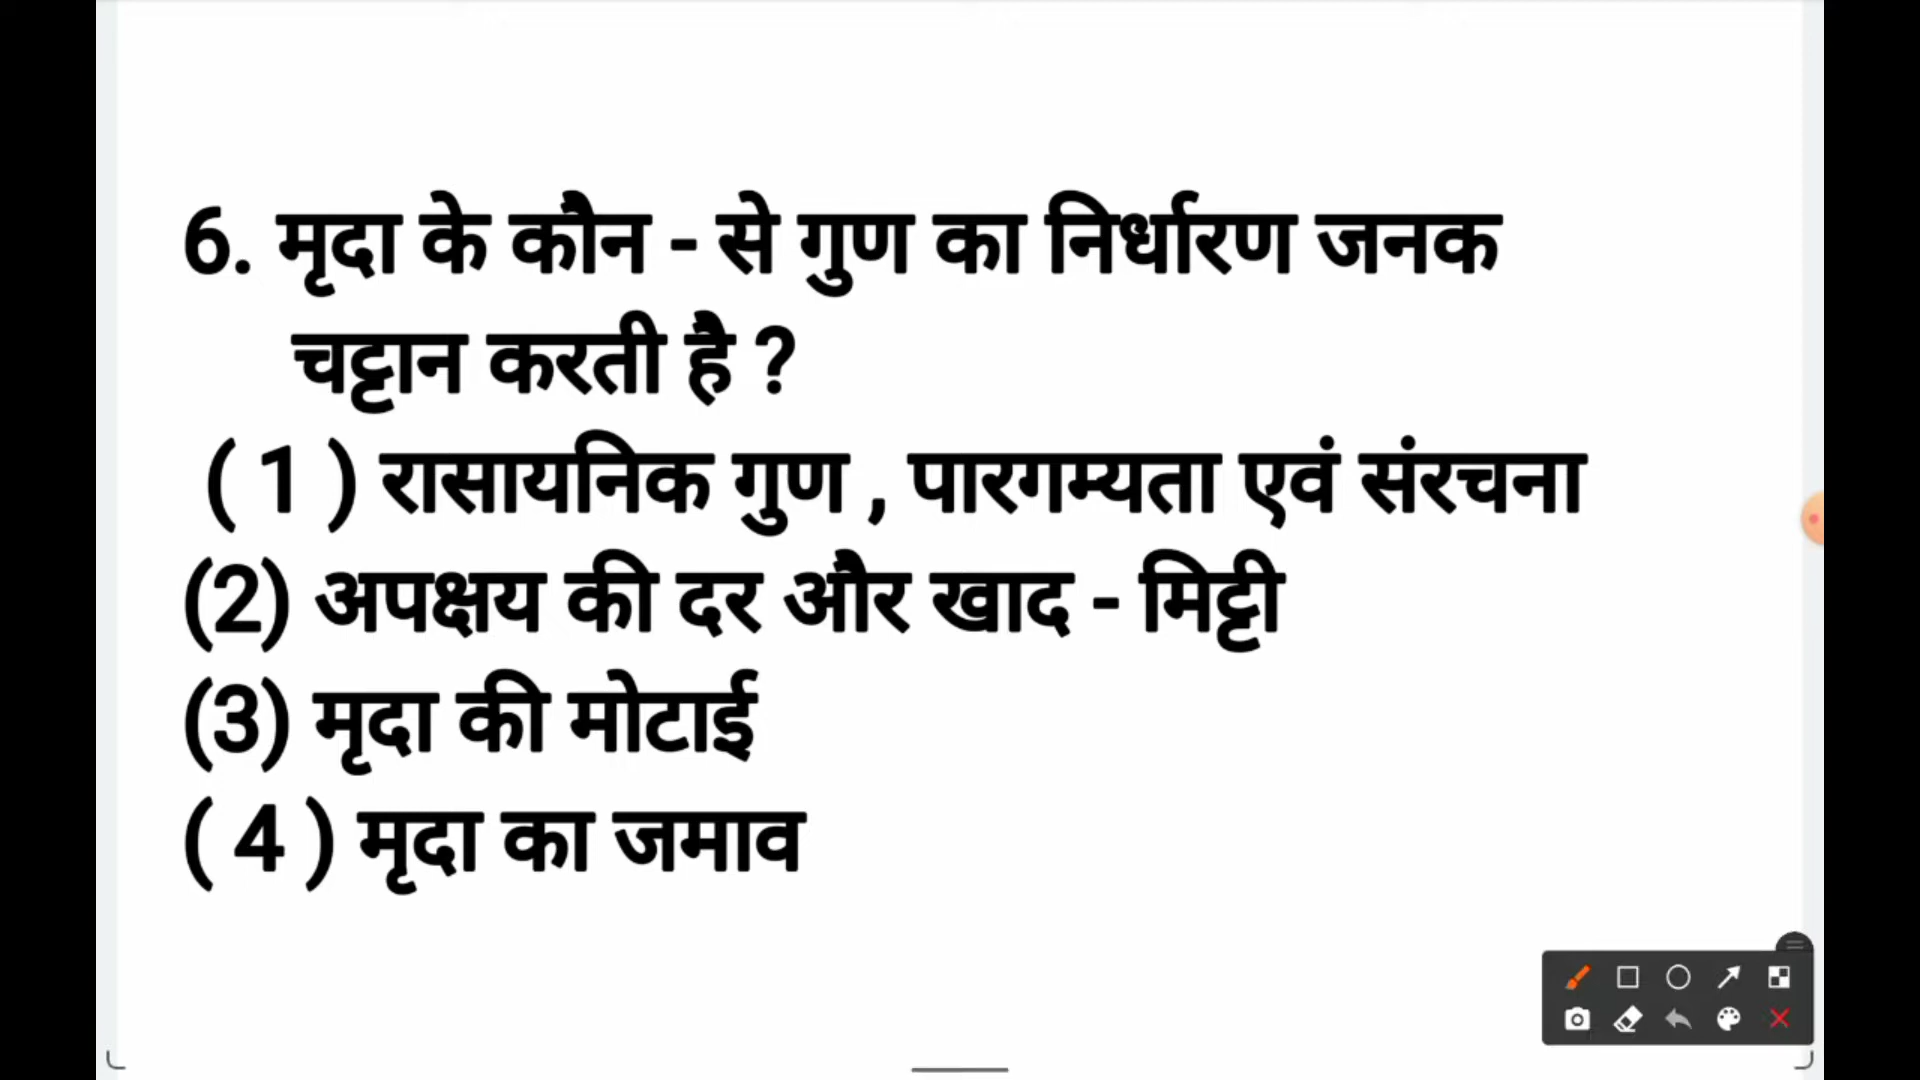 6. मृदा के कौन - से गुण का निर्धारण जनक
चट्टान करती है ?
( 1 ) रासायनिक गुण , पारगम्यता एवं संरचना
(2) अपक्षय की दर और खाद - मिट्टी
(3) मृदा की मोटाई
( 4 ) मृदा का जमाव